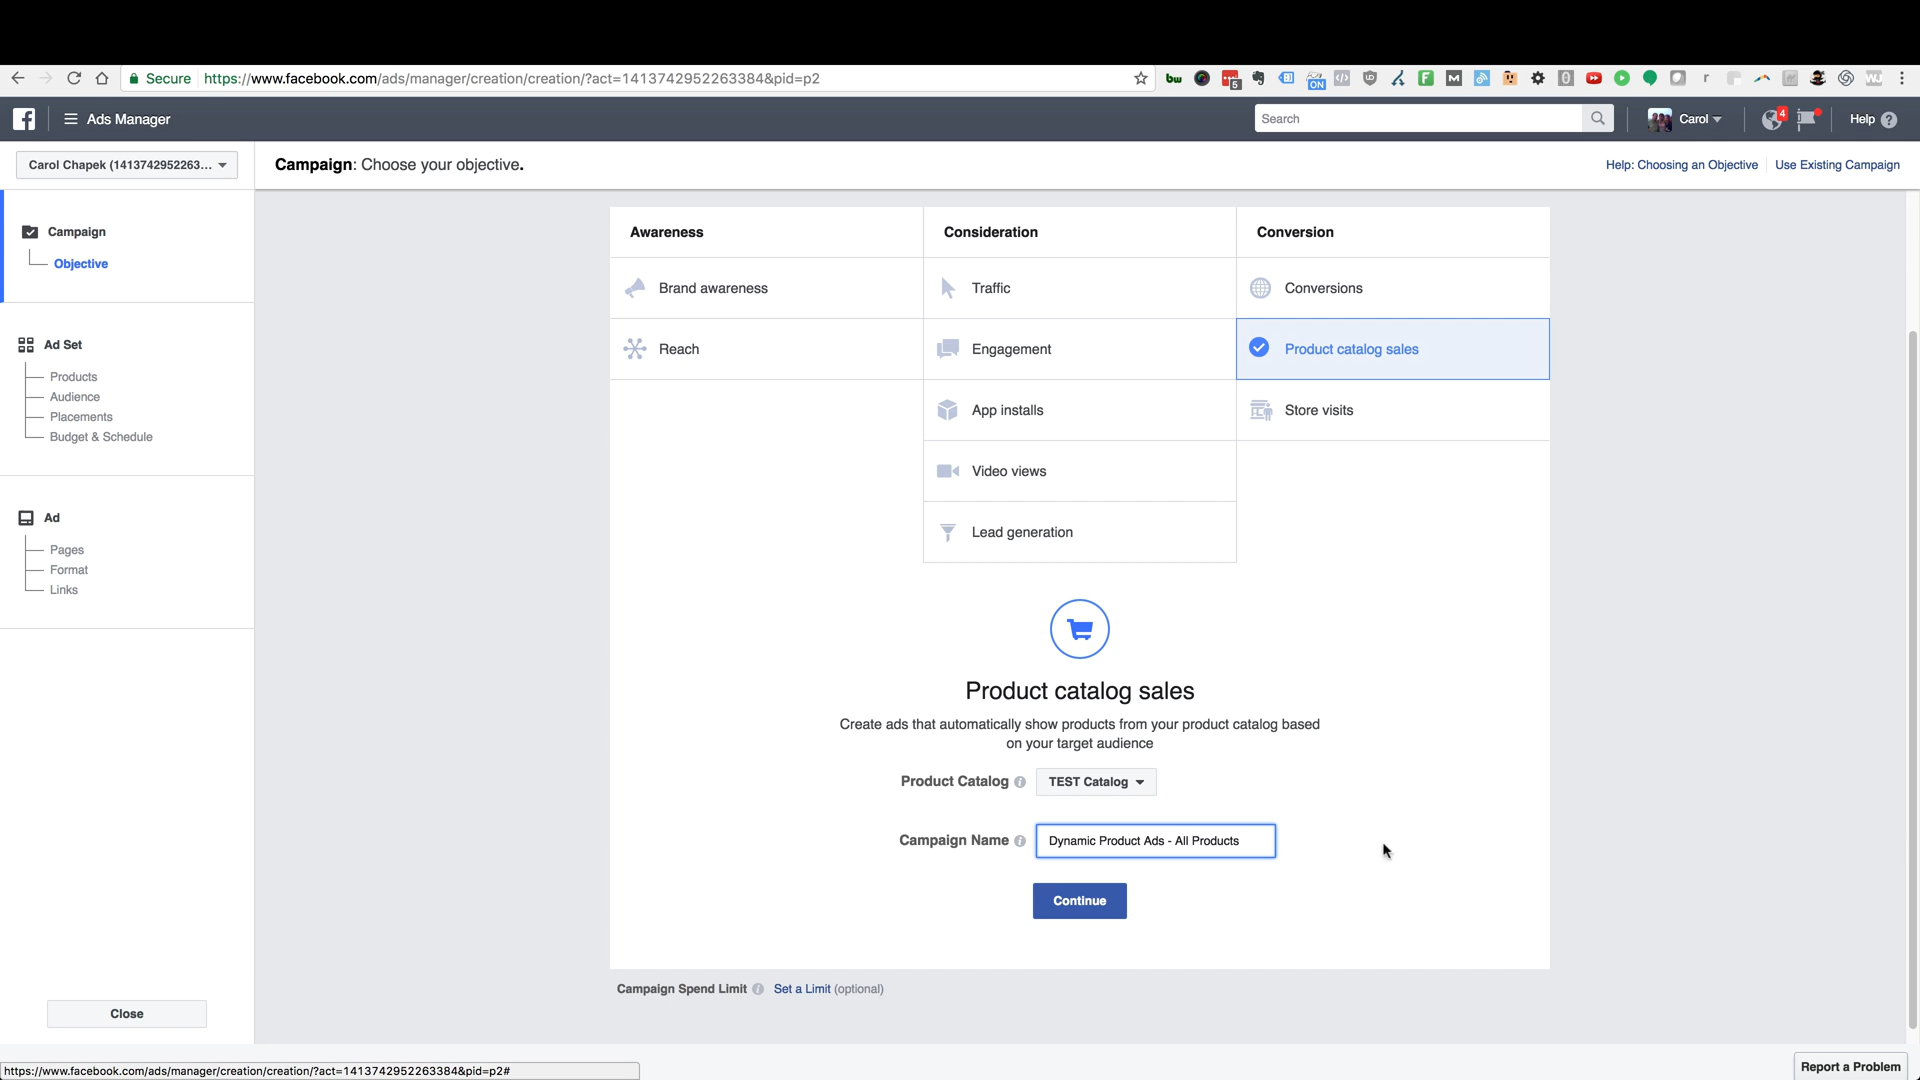 Secure https://www.facebook.com/ads/manager/creation/creation/?act=1413742952263384&pid=p2
bw 5 ON M r
Ads Manager Search Carol 4 Help ?
Carol Chapek (141374295226​3... Campaign: Choose your objective. Help: Choosing an Objective Use Existing Campaign
Campaign
Objective
Ad Set
Products
Audience
Placements
Budget & Schedule
Ad
Pages
Format
Links
Close
Awareness Consideration Conversion
Brand awareness Traffic Conversions
Reach Engagement Product catalog sales
App installs Store visits
Video views
Lead generation
Product catalog sales
Create ads that automatically show products from your product catalog based
on your target audience
Product Catalog i TEST Catalog
Campaign Name i Dynamic Product Ads - All Products
Continue
Campaign Spend Limit i Set a Limit (optional)
https://www.facebook.com/ads/manager/creation/creation/?act=1413742952263384&pid=p2#
Report a Problem